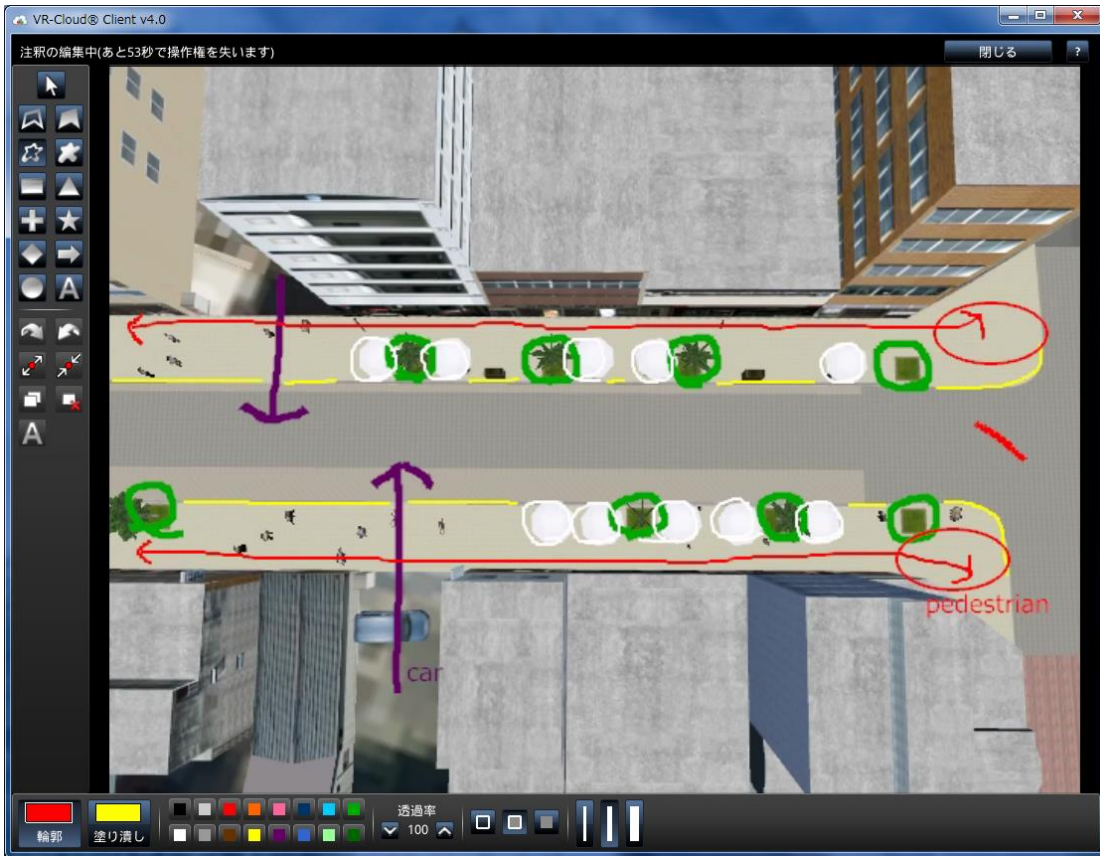 VR-Cloud® Client v4.0
注釈の編集中(あと53秒で操作権を失います)
閉じる
?
A
A
pedestrian
car
輪郭
塗り潰し
透過率
100